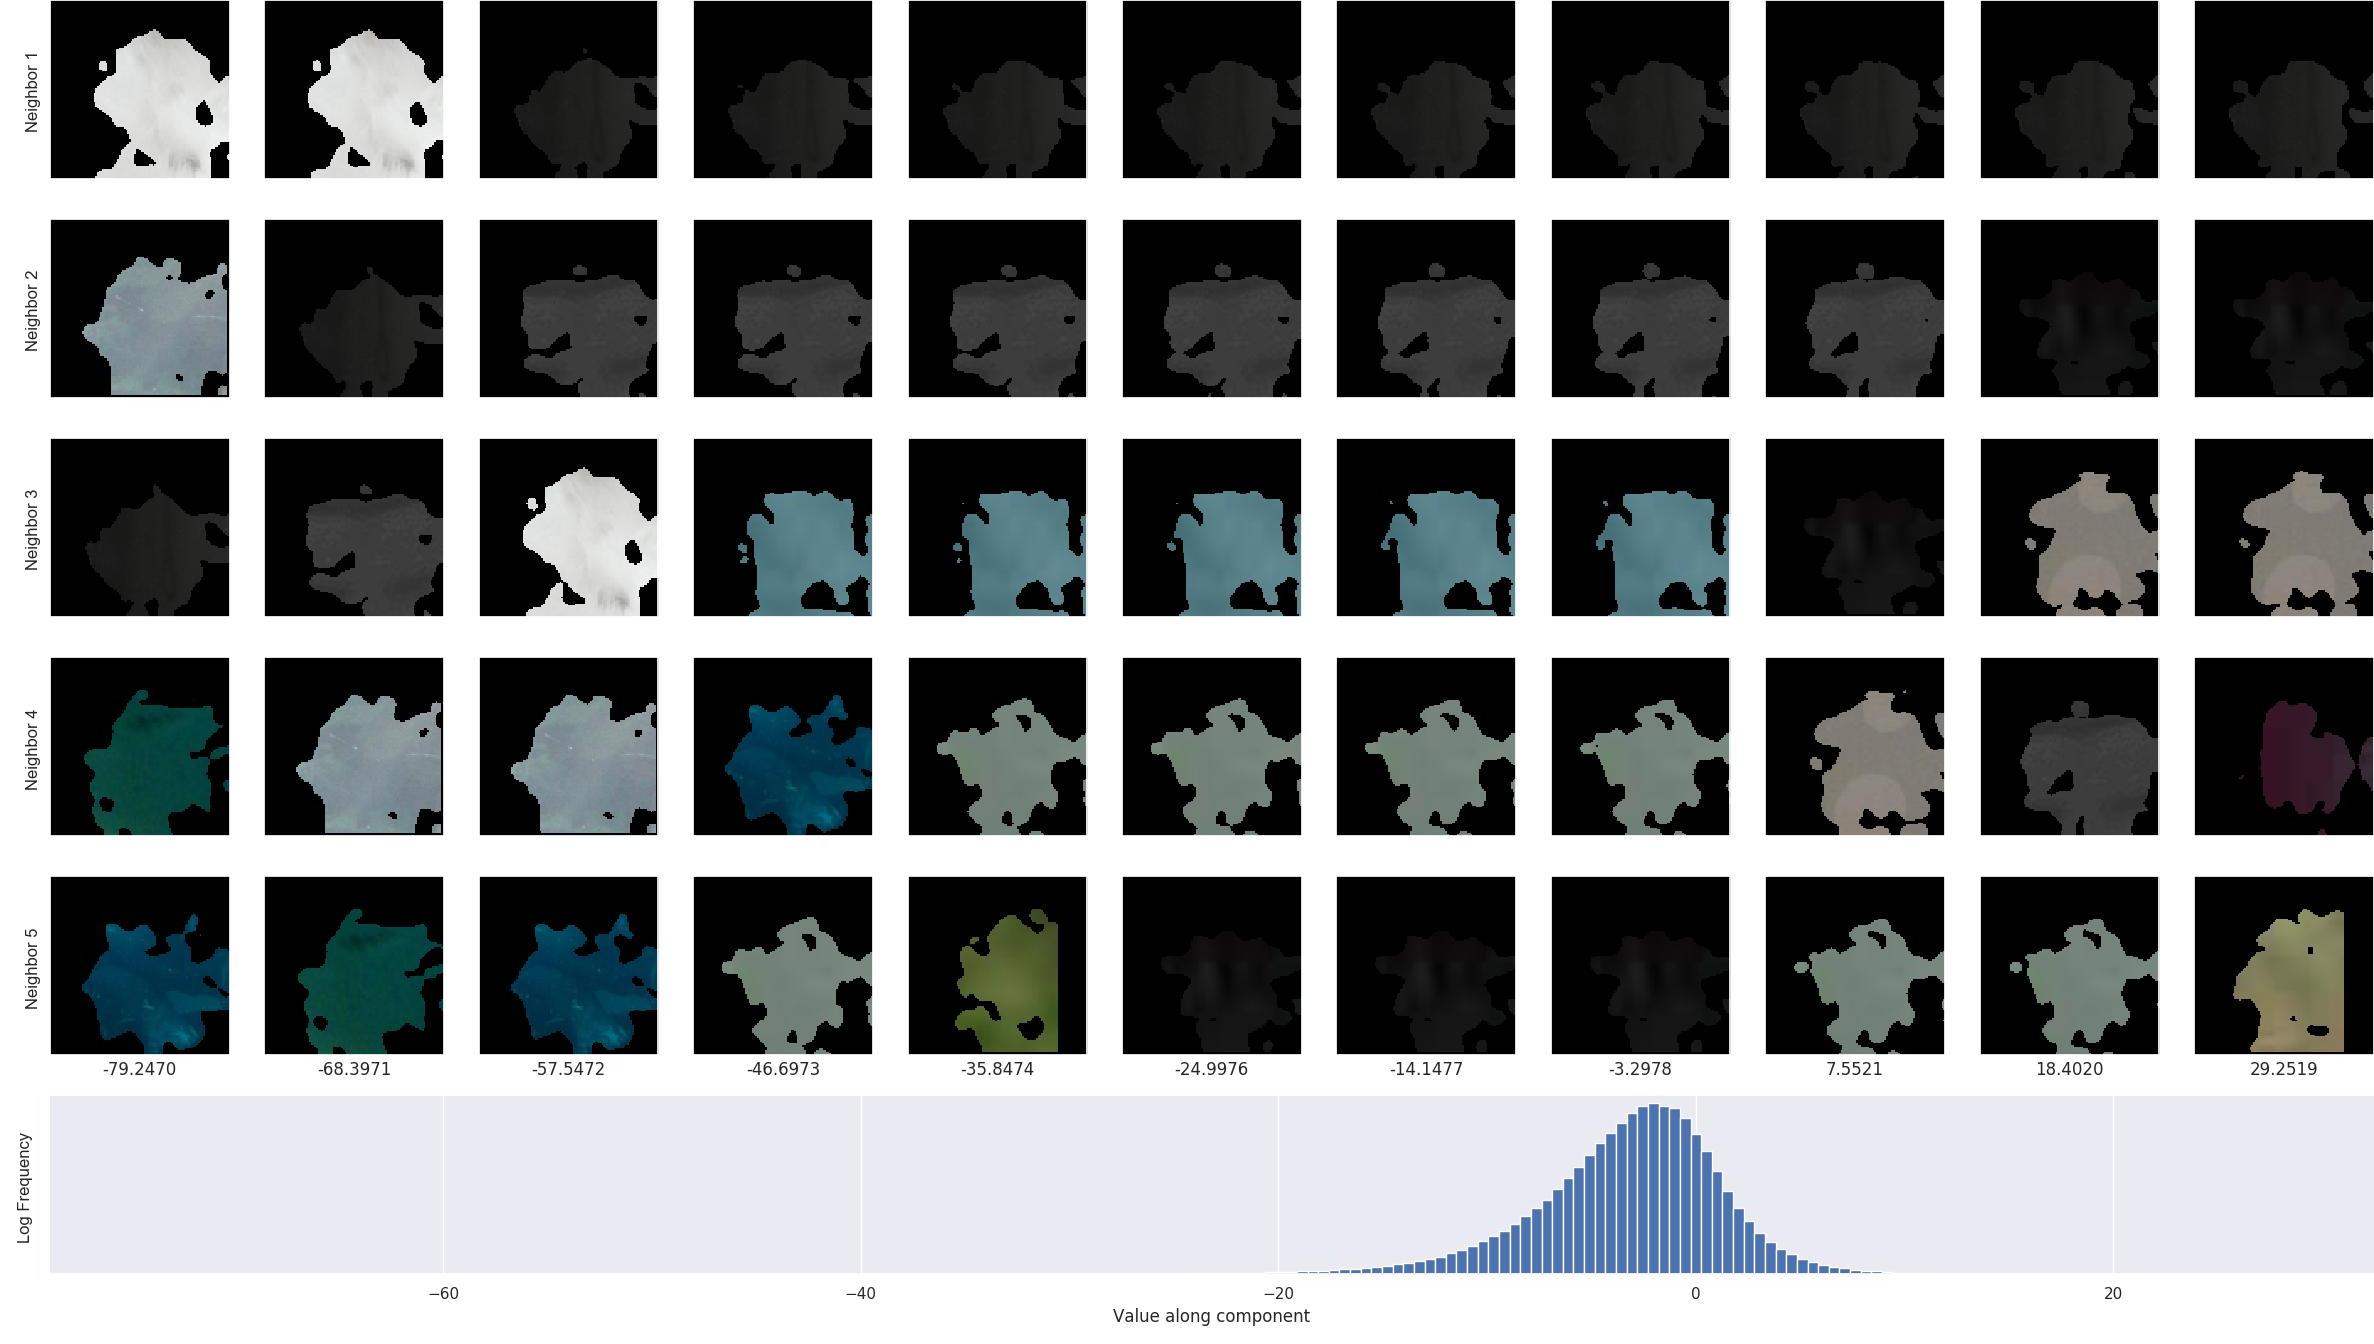 Neighbor 1
Neighbor 2
Neighbor 3
Neighbor 4
Neighbor 5
-79.2470 -68.3971 -57.5472 -46.6973 -35.8474 -24.9976 -14.1477 -3.2978 7.5521 18.4020 29.2519
Log Frequency
−60 −40 −20 0 20
Value along component